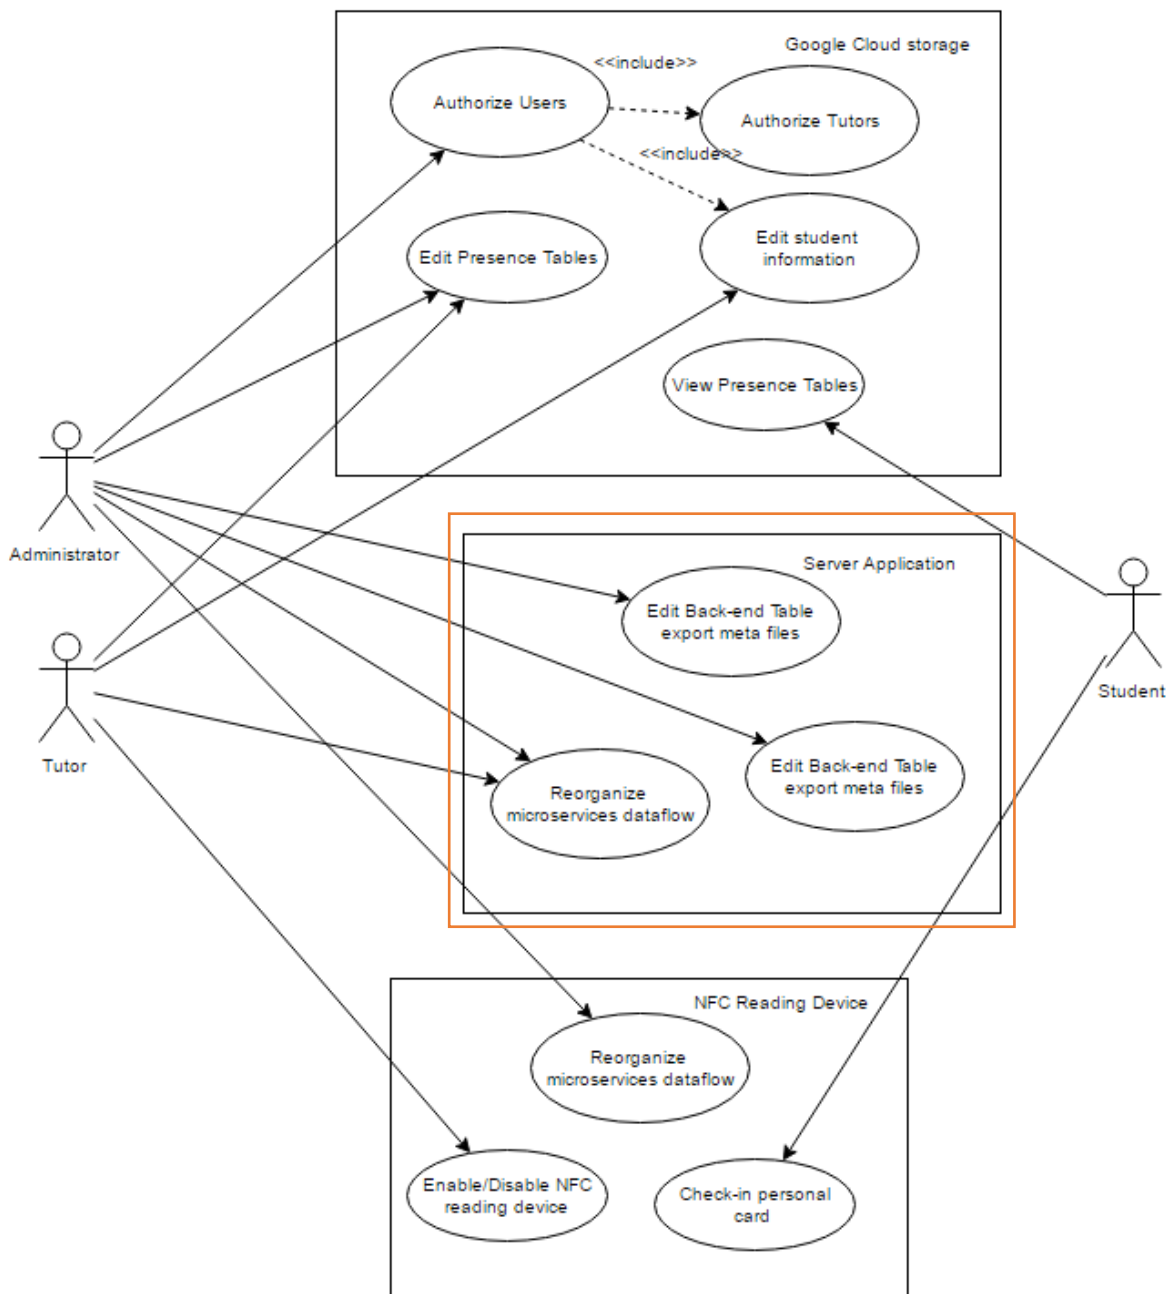 Google Cloud storage
<<include>>
Authorize Users
Authorize Tutors
<<include>>
Edit student
information
Edit Presence Tables
View Presence Tables
Administrator
Server Application
Edit Back-end Table
export meta files
Student
Tutor
Edit Back-end Table
export meta files
Reorganize
microservices dataflow
NFC Reading Device
Reorganize
microservices dataflow
Enable/Disable NFC
reading device
Check-in personal
card